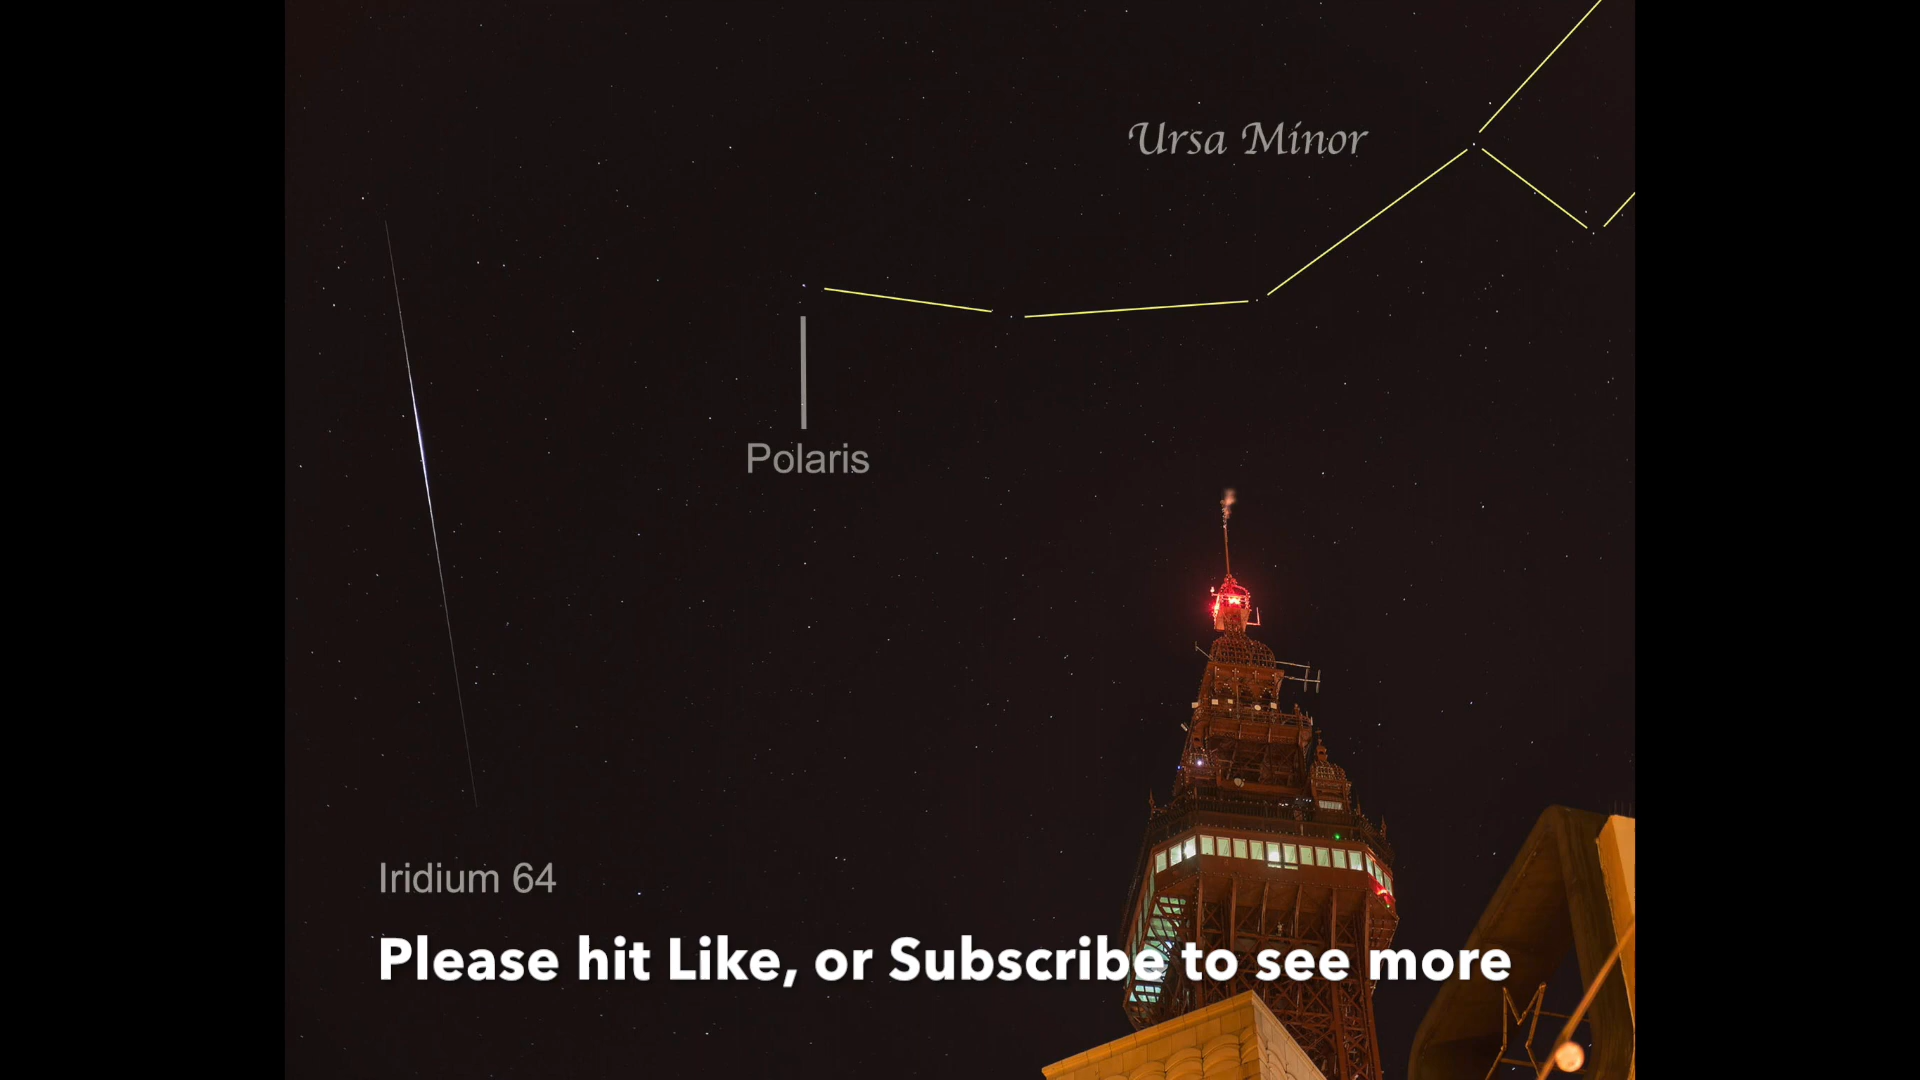 Ursa Minor
Polaris
Iridium 64
Please hit Like, or Subscribe to see more